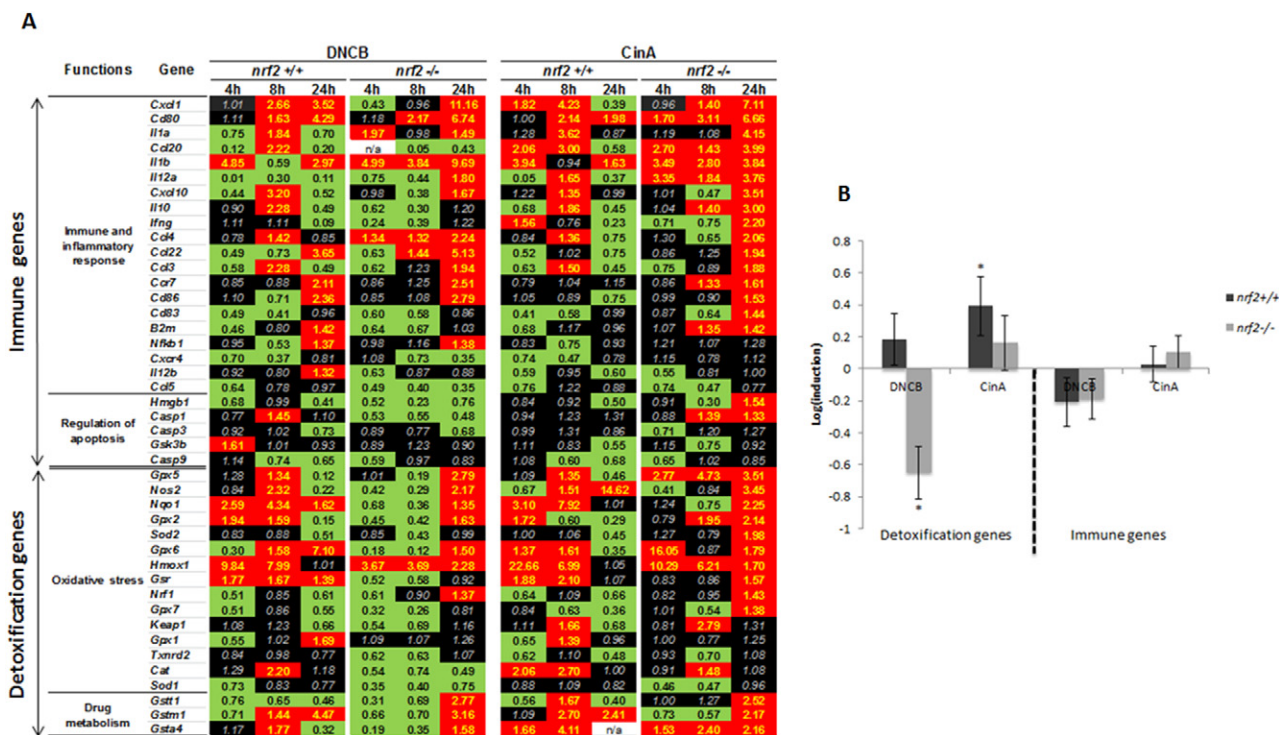 A
DNCB CinA
Functions Gene nrf2 +/+ nrf2 -/- nrf2 +/+ nrf2 -/-
4h 8h 24h 4h 8h 24h 4h 8h 24h 4h 8h 24h
Immune genes
Immune and inflammatory response
Cxcl1 1.01 2.66 3.52 0.43 0.96 11.16 1.82 4.23 0.39 0.96 1.40 7.11
Cd80 1.11 1.63 4.29 1.18 2.17 6.74 1.00 2.14 1.98 1.70 3.11 6.66
Il1a 0.75 1.84 0.70 1.97 0.98 1.49 1.28 3.62 0.87 1.19 1.08 4.15
Ccl20 0.12 2.22 0.20 n/a 0.05 0.43 2.06 3.00 0.58 2.70 1.43 3.99
Il1b 4.85 0.59 2.97 4.99 3.84 9.69 3.94 0.94 1.63 3.49 2.80 3.84
Il12a 0.01 0.30 0.11 0.75 0.44 1.80 0.05 1.65 0.37 3.35 1.84 3.76
Cxcl10 0.44 3.20 0.52 0.98 0.38 1.67 1.22 1.35 0.99 1.01 0.47 3.51
Il10 0.90 2.28 0.49 0.62 0.30 1.20 0.68 1.86 0.45 1.04 1.40 3.00
Ifng 1.11 1.11 0.09 0.24 0.39 1.22 1.56 0.76 0.23 0.71 0.75 2.20
Ccl4 0.78 1.42 0.85 1.34 1.32 2.24 0.84 1.36 0.75 1.30 0.65 2.06
Ccl22 0.49 0.73 3.65 0.63 1.44 5.13 0.52 1.02 0.75 0.86 1.25 1.94
Ccl3 0.58 2.28 0.49 0.62 1.23 1.94 0.63 1.50 0.45 0.75 0.89 1.88
Ccr7 0.85 0.88 2.11 0.86 1.25 2.51 0.79 1.04 1.15 0.86 1.33 1.61
Cd86 1.10 0.71 2.36 0.85 1.08 2.79 1.05 0.89 0.75 0.99 0.90 1.53
Cd83 0.49 0.41 0.96 0.60 0.58 0.86 0.41 0.58 0.99 0.87 0.64 1.44
B2m 0.46 0.80 1.42 0.64 0.67 1.03 0.68 1.17 0.96 1.07 1.35 1.42
Nfkb1 0.95 0.53 1.37 0.98 1.16 1.38 0.83 0.75 0.93 1.21 1.07 1.28
Cxcr4 0.70 0.37 0.81 1.08 0.73 0.35 0.74 0.47 0.78 1.15 0.78 1.12
Il12b 0.92 0.80 1.32 0.63 0.87 0.88 0.59 0.95 0.60 0.55 0.81 1.00
Ccl5 0.64 0.78 0.97 0.49 0.40 0.35 0.76 1.22 0.88 0.74 0.47 0.77
Regulation of apoptosis
Hmgb1 0.68 0.99 0.41 0.52 0.23 0.76 0.84 0.92 0.50 0.91 0.30 1.54
Casp1 0.77 1.45 1.10 0.53 0.55 0.48 0.94 1.23 1.31 0.88 1.39 1.33
Casp3 0.92 1.02 0.73 0.89 0.77 0.68 0.99 1.31 0.86 0.71 1.20 1.27
Gsk3b 1.61 1.01 0.93 0.89 1.23 0.90 1.11 0.83 0.55 1.15 0.75 0.92
Casp9 1.14 0.74 0.65 0.59 0.97 0.83 1.08 0.60 0.68 0.65 1.02 0.85
Detoxification genes
Oxidative stress
Gpx5 1.28 1.34 0.12 1.01 0.19 2.79 1.09 1.35 0.46 2.77 4.73 3.51
Nos2 0.84 2.32 0.22 0.42 0.29 2.17 0.67 1.51 14.62 0.41 0.84 3.45
Nqo1 2.59 4.34 1.62 0.68 0.36 1.35 3.10 7.92 1.01 1.24 0.75 2.25
Gpx2 1.94 1.59 0.15 0.45 0.42 1.63 1.72 0.60 0.29 0.79 1.95 2.14
Sod2 0.83 0.88 0.51 0.85 0.43 0.99 1.00 1.06 0.45 1.27 0.79 1.98
Gpx6 0.30 1.58 7.10 0.18 0.12 1.50 1.37 1.61 0.35 16.05 0.87 1.79
Hmox1 9.84 7.99 1.01 3.67 3.69 2.28 22.66 6.99 1.05 10.29 6.21 1.70
Gsr 1.77 1.67 1.39 0.52 0.58 0.92 1.88 2.10 1.07 0.83 0.86 1.57
Nrf1 0.51 0.85 0.61 0.61 0.90 1.37 0.64 1.09 0.66 0.82 0.95 1.43
Gpx7 0.51 0.86 0.55 0.32 0.26 0.81 0.84 0.63 0.36 1.01 0.54 1.38
Keap1 1.08 1.23 0.66 0.54 0.69 1.16 1.11 1.66 0.68 0.81 2.79 1.31
Gpx1 0.55 1.02 1.69 1.09 1.07 1.26 0.65 1.39 0.96 1.00 0.77 1.25
Txnrd2 0.84 0.98 0.77 0.62 0.63 1.07 0.62 1.10 0.48 0.93 0.70 1.08
Cat 1.29 2.20 1.18 0.54 0.74 0.49 2.06 2.70 1.00 0.91 1.48 1.08
Sod1 0.73 0.83 0.77 0.35 0.40 0.75 0.88 1.09 0.82 0.46 0.47 0.96
Drug metabolism
Gstt1 0.76 0.65 0.46 0.31 0.69 2.77 0.56 1.67 0.40 1.00 1.27 2.52
Gstm1 0.71 1.44 4.47 0.66 0.70 3.16 1.09 2.70 2.41 0.73 0.57 2.17
Gsta4 1.17 1.77 0.32 0.19 0.35 1.58 1.66 4.11 n/a 1.53 2.40 2.16
B
Log(induction)
0.8
0.6
0.4
0.2
0
-0.2
-0.4
-0.6
-0.8
-1
*
*
DNCB CinA DNCB CinA
Detoxification genes Immune genes
nrf2+/+
nrf2-/-